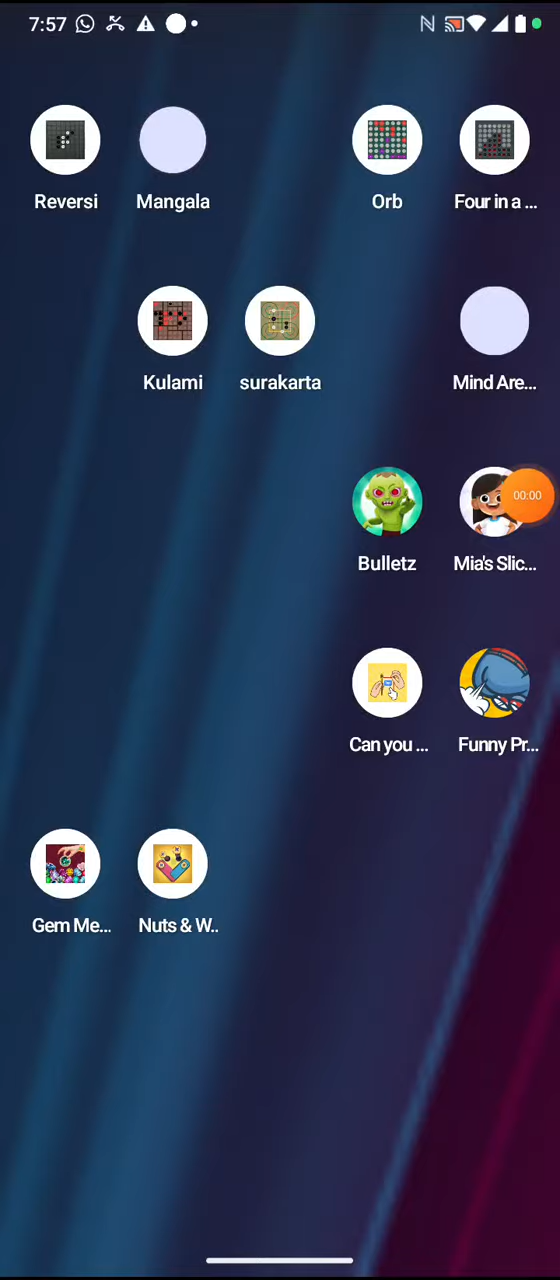 7:57
Reversi Mangala Orb Four in a ...
Kulami surakarta Mind Are...
00:00
Bulletz Mia's Slic...
Can you ... Funny Pr...
Gem Me... Nuts & W..